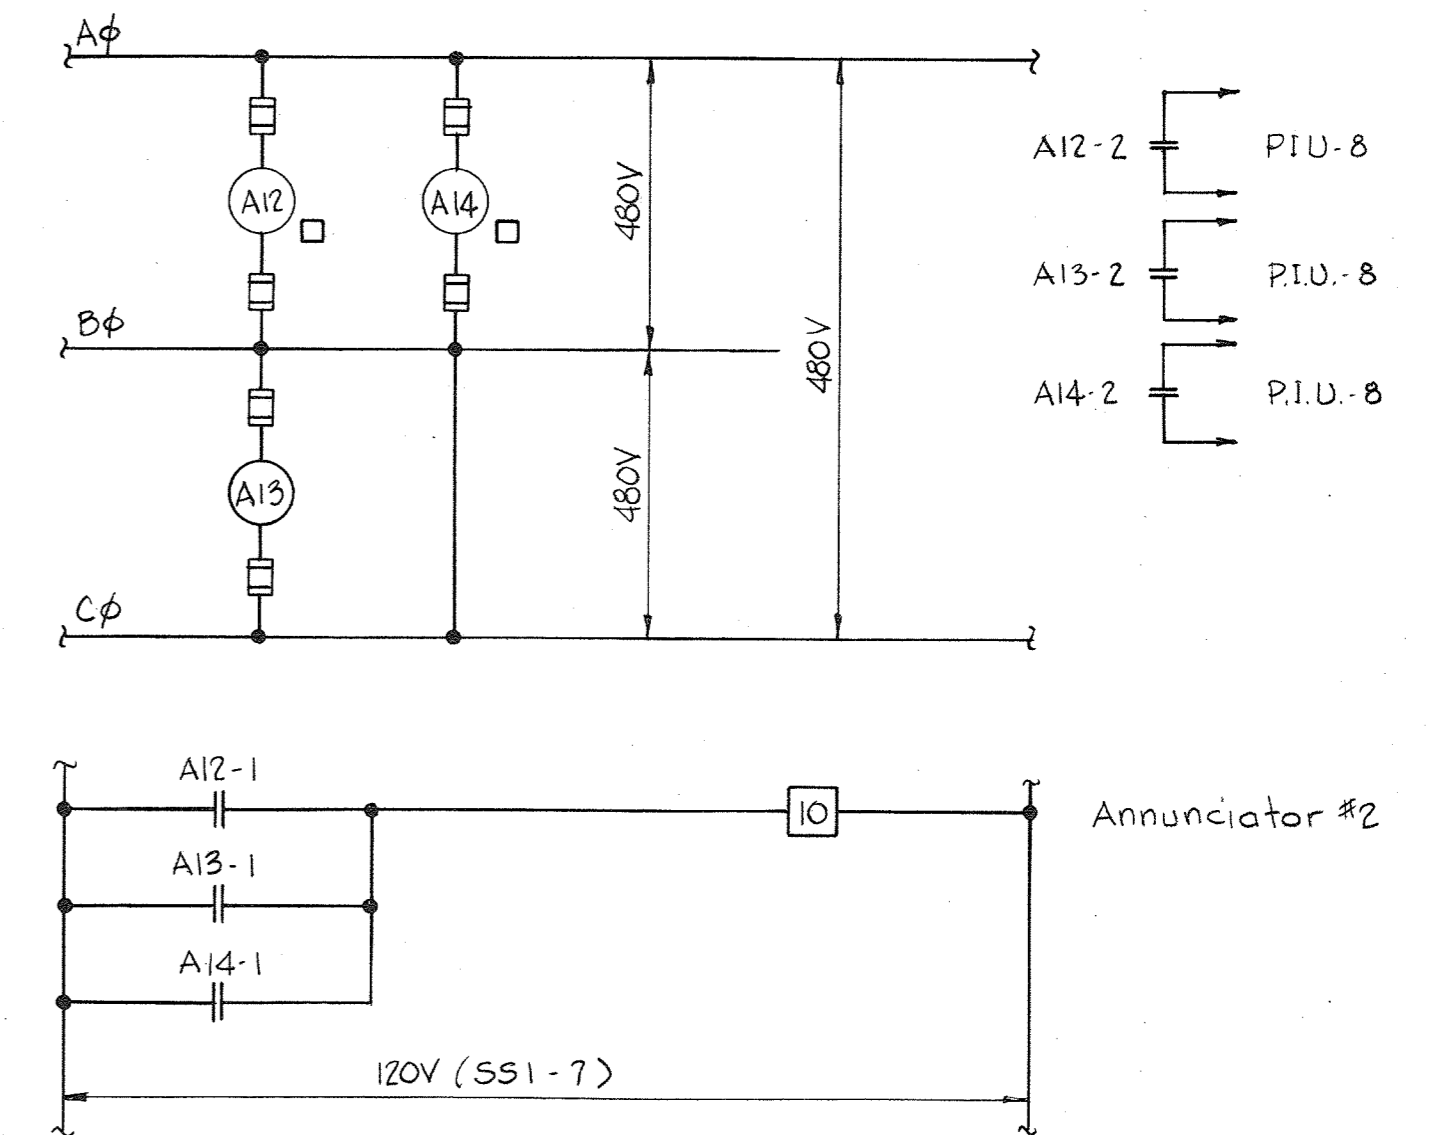 Aϕ
A12-2
PIU-8
A12
A14
480V
A13-2
P.I.U.-8
Bϕ
480V
A14-2
P.I.U.-8
480V
A13
Cϕ
A12-1
10
Annunciator #2
A13-1
A14-1
120V (SS1-7)